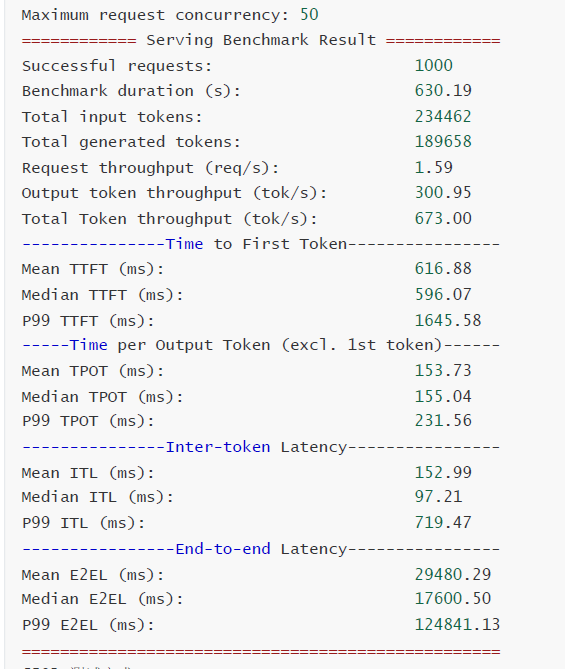 Maximum request concurrency: 50
============ Serving Benchmark Result ============
Successful requests: 1000
Benchmark duration (s): 630.19
Total input tokens: 234462
Total generated tokens: 189658
Request throughput (req/s): 1.59
Output token throughput (tok/s): 300.95
Total Token throughput (tok/s): 673.00
---------------Time to First Token----------------
Mean TTFT (ms): 616.88
Median TTFT (ms): 596.07
P99 TTFT (ms): 1645.58
-----Time per Output Token (excl. 1st token)------
Mean TPOT (ms): 153.73
Median TPOT (ms): 155.04
P99 TPOT (ms): 231.56
---------------Inter-token Latency----------------
Mean ITL (ms): 152.99
Median ITL (ms): 97.21
P99 ITL (ms): 719.47
----------------End-to-end Latency----------------
Mean E2EL (ms): 29480.29
Median E2EL (ms): 17600.50
P99 E2EL (ms): 124841.13
==================================================